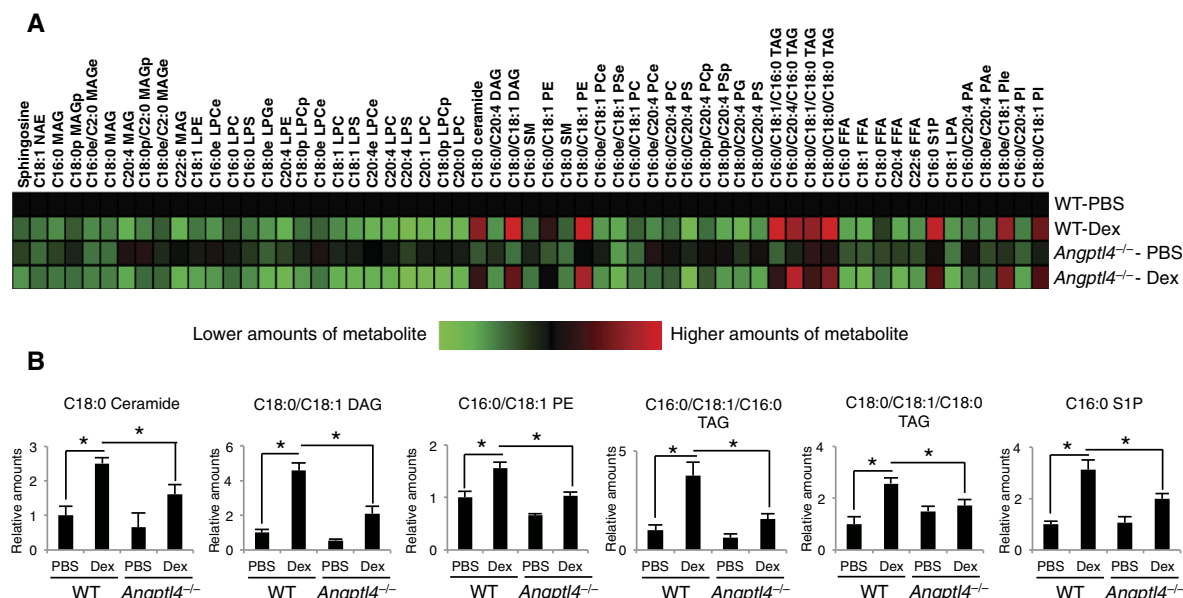 A
Sphingosine
C18:1 NAE
C16:0 MAG
C18:0p MAGp
C16:0e/C2:0 MAGe
C18:0 MAG
C20:4 MAG
C18:0p/C2:0 MAGp
C18:0e/C2:0 MAGe
C22:6 MAG
C18:1 LPE
C16:0e LPCe
C16:0 LPC
C16:0 LPS
C18:0e LPGe
C20:4 LPE
C18:0p LPCp
C18:0e LPCe
C18:1 LPC
C18:1 LPS
C20:4e LPCe
C20:4 LPC
C20:4 LPS
C20:1 LPC
C18:0p LPCp
C20:0 LPC
C18:0 ceramide
C16:0/C20:4 DAG
C18:0/C18:1 DAG
C16:0 SM
C16:0/C18:1 PE
C18:0 SM
C18:0/C18:1 PE
C16:0e/C18:1 PCe
C16:0e/C18:1 PSe
C16:0/C18:1 PC
C16:0e/C20:4 PCe
C16:0/C20:4 PC
C16:0/C20:4 PS
C18:0p/C20:4 PCp
C18:0p/C20:4 PSp
C18:0/C20:4 PG
C18:0/C20:4 PS
C16:0/C18:1/C16:0 TAG
C16:0/C20:4/C16:0 TAG
C18:0/C18:1/C18:0 TAG
C18:0/C18:0/C18:0 TAG
C16:0 FFA
C18:1 FFA
C18:0 FFA
C20:4 FFA
C22:6 FFA
C16:0 S1P
C18:1 LPA
C16:0/C20:4 PA
C18:0e/C20:4 PAe
C18:0e/C18:1 PIe
C16:0/C20:4 PI
C18:0/C18:1 PI
WT-PBS
WT-Dex
Angptl4–/–- PBS
Angptl4–/–- Dex
Lower amounts of metabolite
Higher amounts of metabolite
B
C18:0 Ceramide
Relative amounts
3
2
1
0
*
*
PBS Dex PBS Dex
WT Angptl4–/–
C18:0/C18:1 DAG
Relative amounts
6
4
2
0
*
*
PBS Dex PBS Dex
WT Angptl4–/–
C16:0/C18:1 PE
Relative amounts
2
1
0
*
*
PBS Dex PBS Dex
WT Angptl4–/–
C16:0/C18:1/C16:0
TAG
Relative amounts
5
0
*
*
PBS Dex PBS Dex
WT Angptl4–/–
C18:0/C18:1/C18:0
TAG
Relative amounts
4
2
0
*
*
PBS Dex PBS Dex
WT Angptl4–/–
C16:0 S1P
Relative amounts
4
2
0
*
*
PBS Dex PBS Dex
WT Angptl4–/–